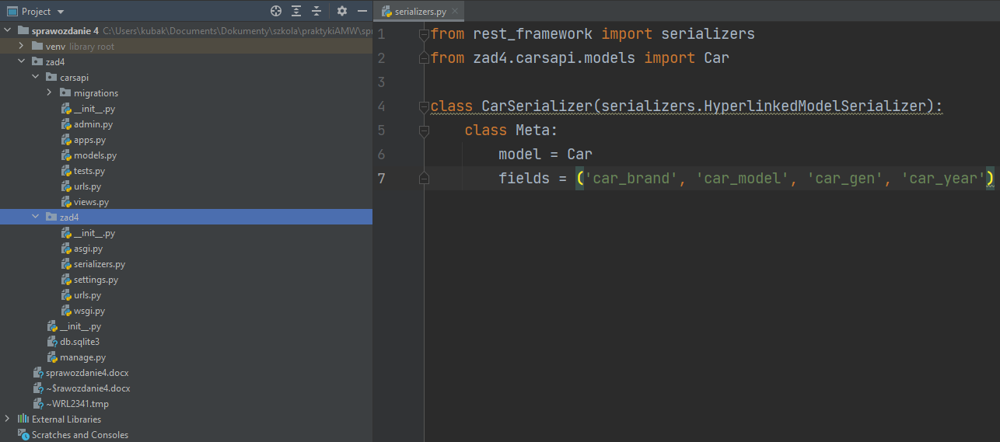 Project
sprawozdanie 4 C:\Users\kubak\Documents\Dokumenty\szkola\praktykiAMW\spr
venv library root
zad4
carsapi
migrations
__init__.py
admin.py
apps.py
models.py
tests.py
urls.py
views.py
zad4
__init__.py
asgi.py
serializers.py
settings.py
urls.py
wsgi.py
__init__.py
db.sqlite3
manage.py
sprawozdanie4.docx
~$rawozdanie4.docx
~WRL2341.tmp
External Libraries
Scratches and Consoles
serializers.py
1 from rest_framework import serializers
2 from zad4.carsapi.models import Car
3
4 class CarSerializer(serializers.HyperlinkedModelSerializer):
5 class Meta:
6 model = Car
7 fields = ('car_brand', 'car_model', 'car_gen', 'car_year')